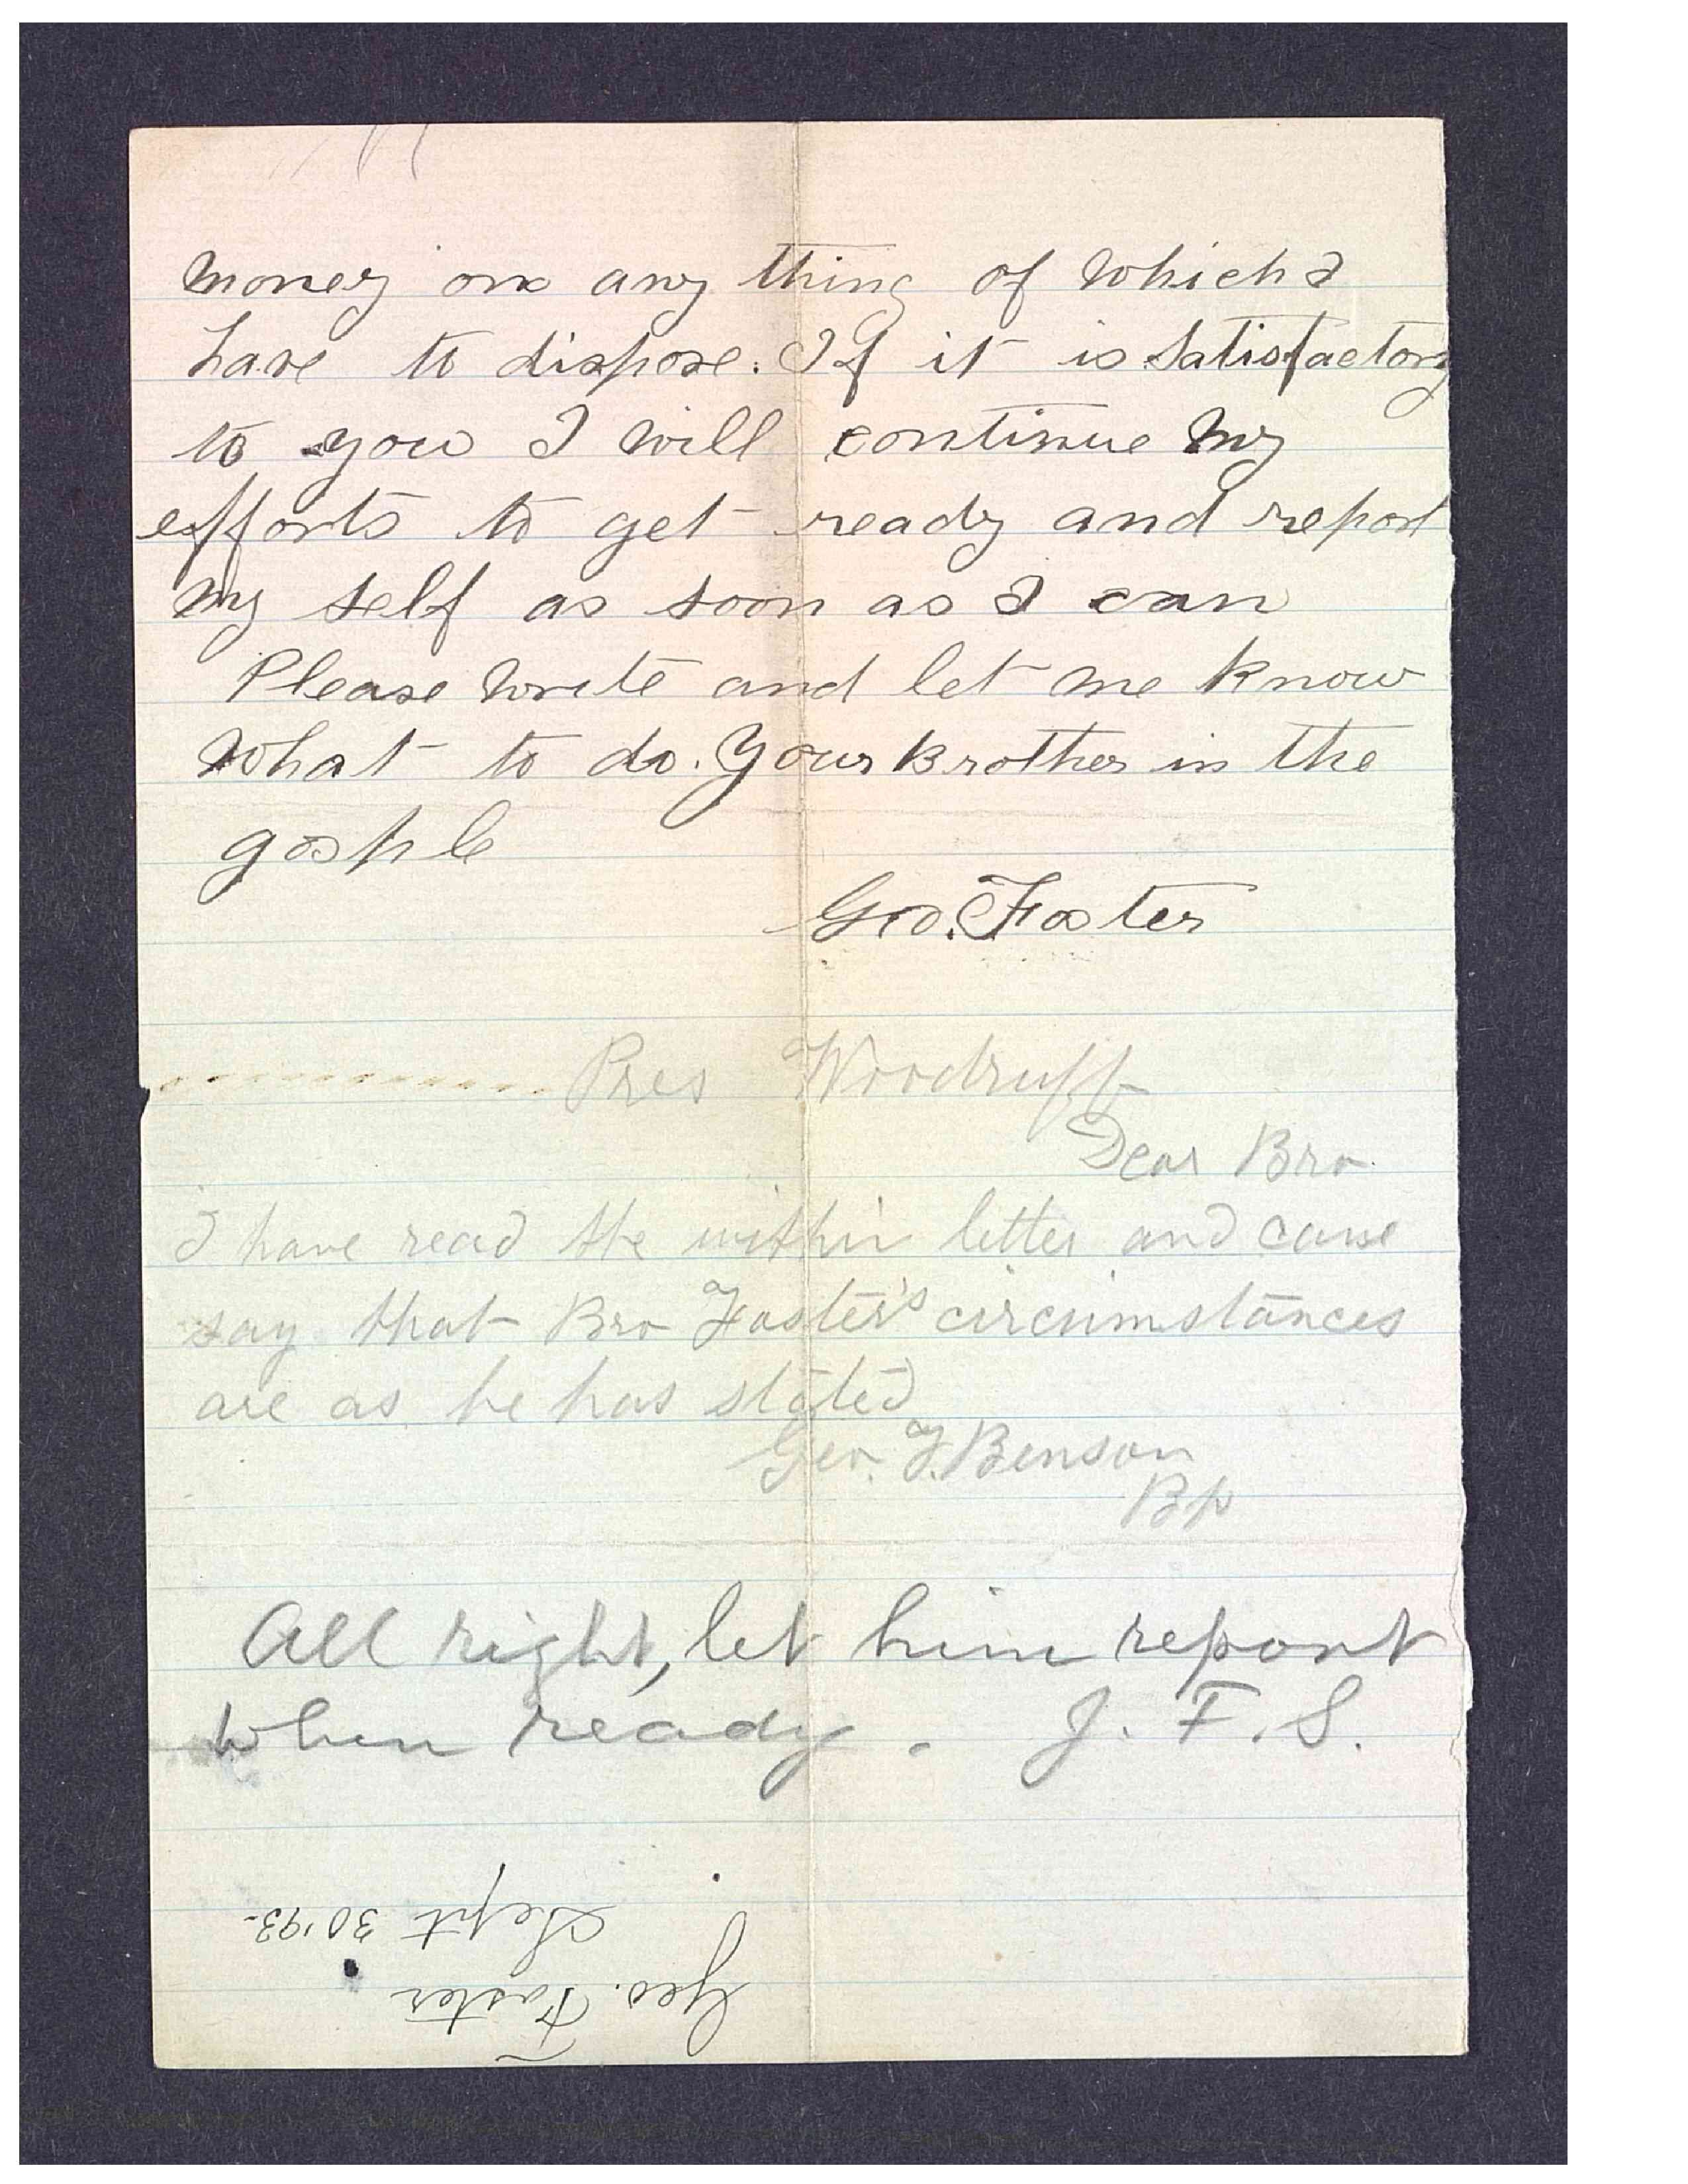 money on any thing of which I
have to dispose. If it is satisfactory
to you I will continue my
efforts to get ready and report
my self as soon as I can
Please write and let me know
what to do. Your Brother in the
gosple
Geo. Foster
Pres Woodruff
Dear Bro.
I have read the within letter and cane
say that Bro Foster's circumstances
are as he has stated
Geo. F. Benson
Bp
All right, let him report
when ready. J. F. S.
Geo. Foster
Sept 30 '93.